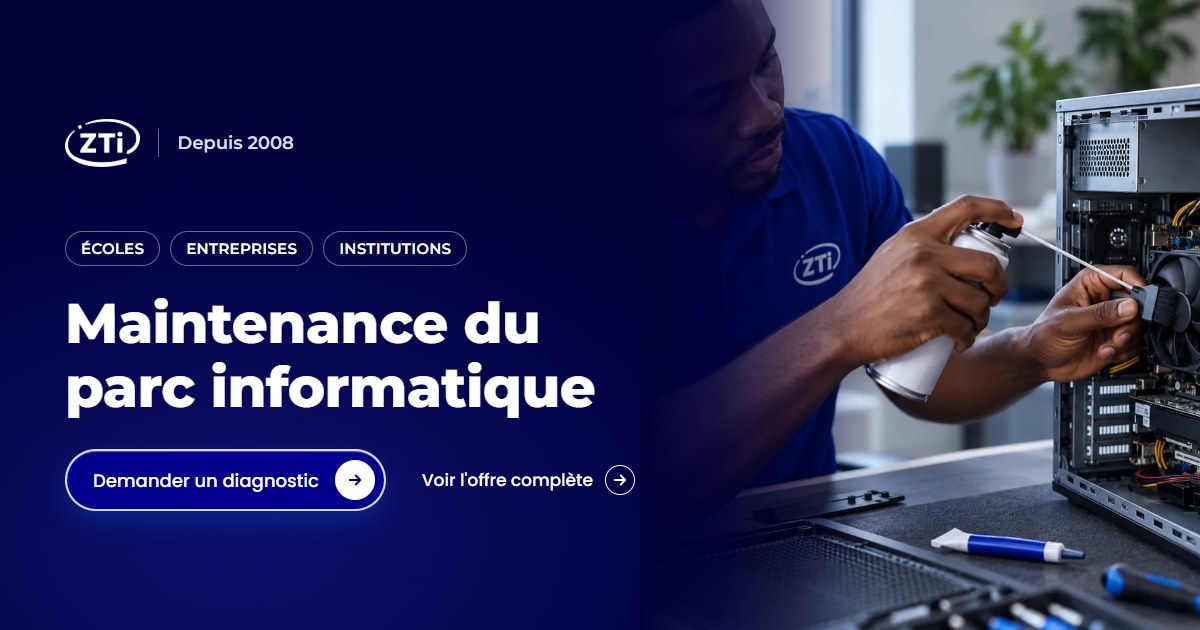 ZTi
Depuis 2008
ÉCOLES
ENTREPRISES
INSTITUTIONS
Maintenance du
parc informatique
Demander un diagnostic
Voir l'offre complète
ZTi